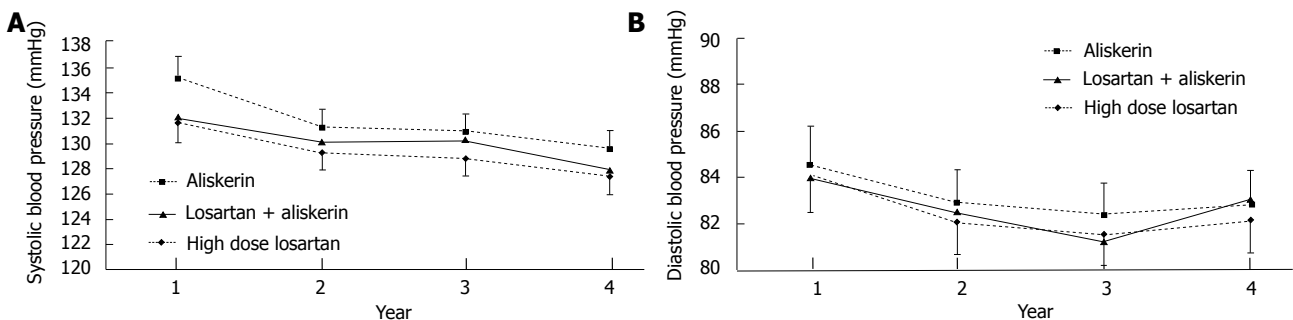 A
Systolic blood pressure (mmHg)
138
136
134
132
130
128
126
124
122
120
Aliskerin
Losartan + aliskerin
High dose losartan
1 2 3 4
Year
B
Diastolic blood pressure (mmHg)
90
88
86
84
82
80
Aliskerin
Losartan + aliskerin
High dose losartan
1 2 3 4
Year